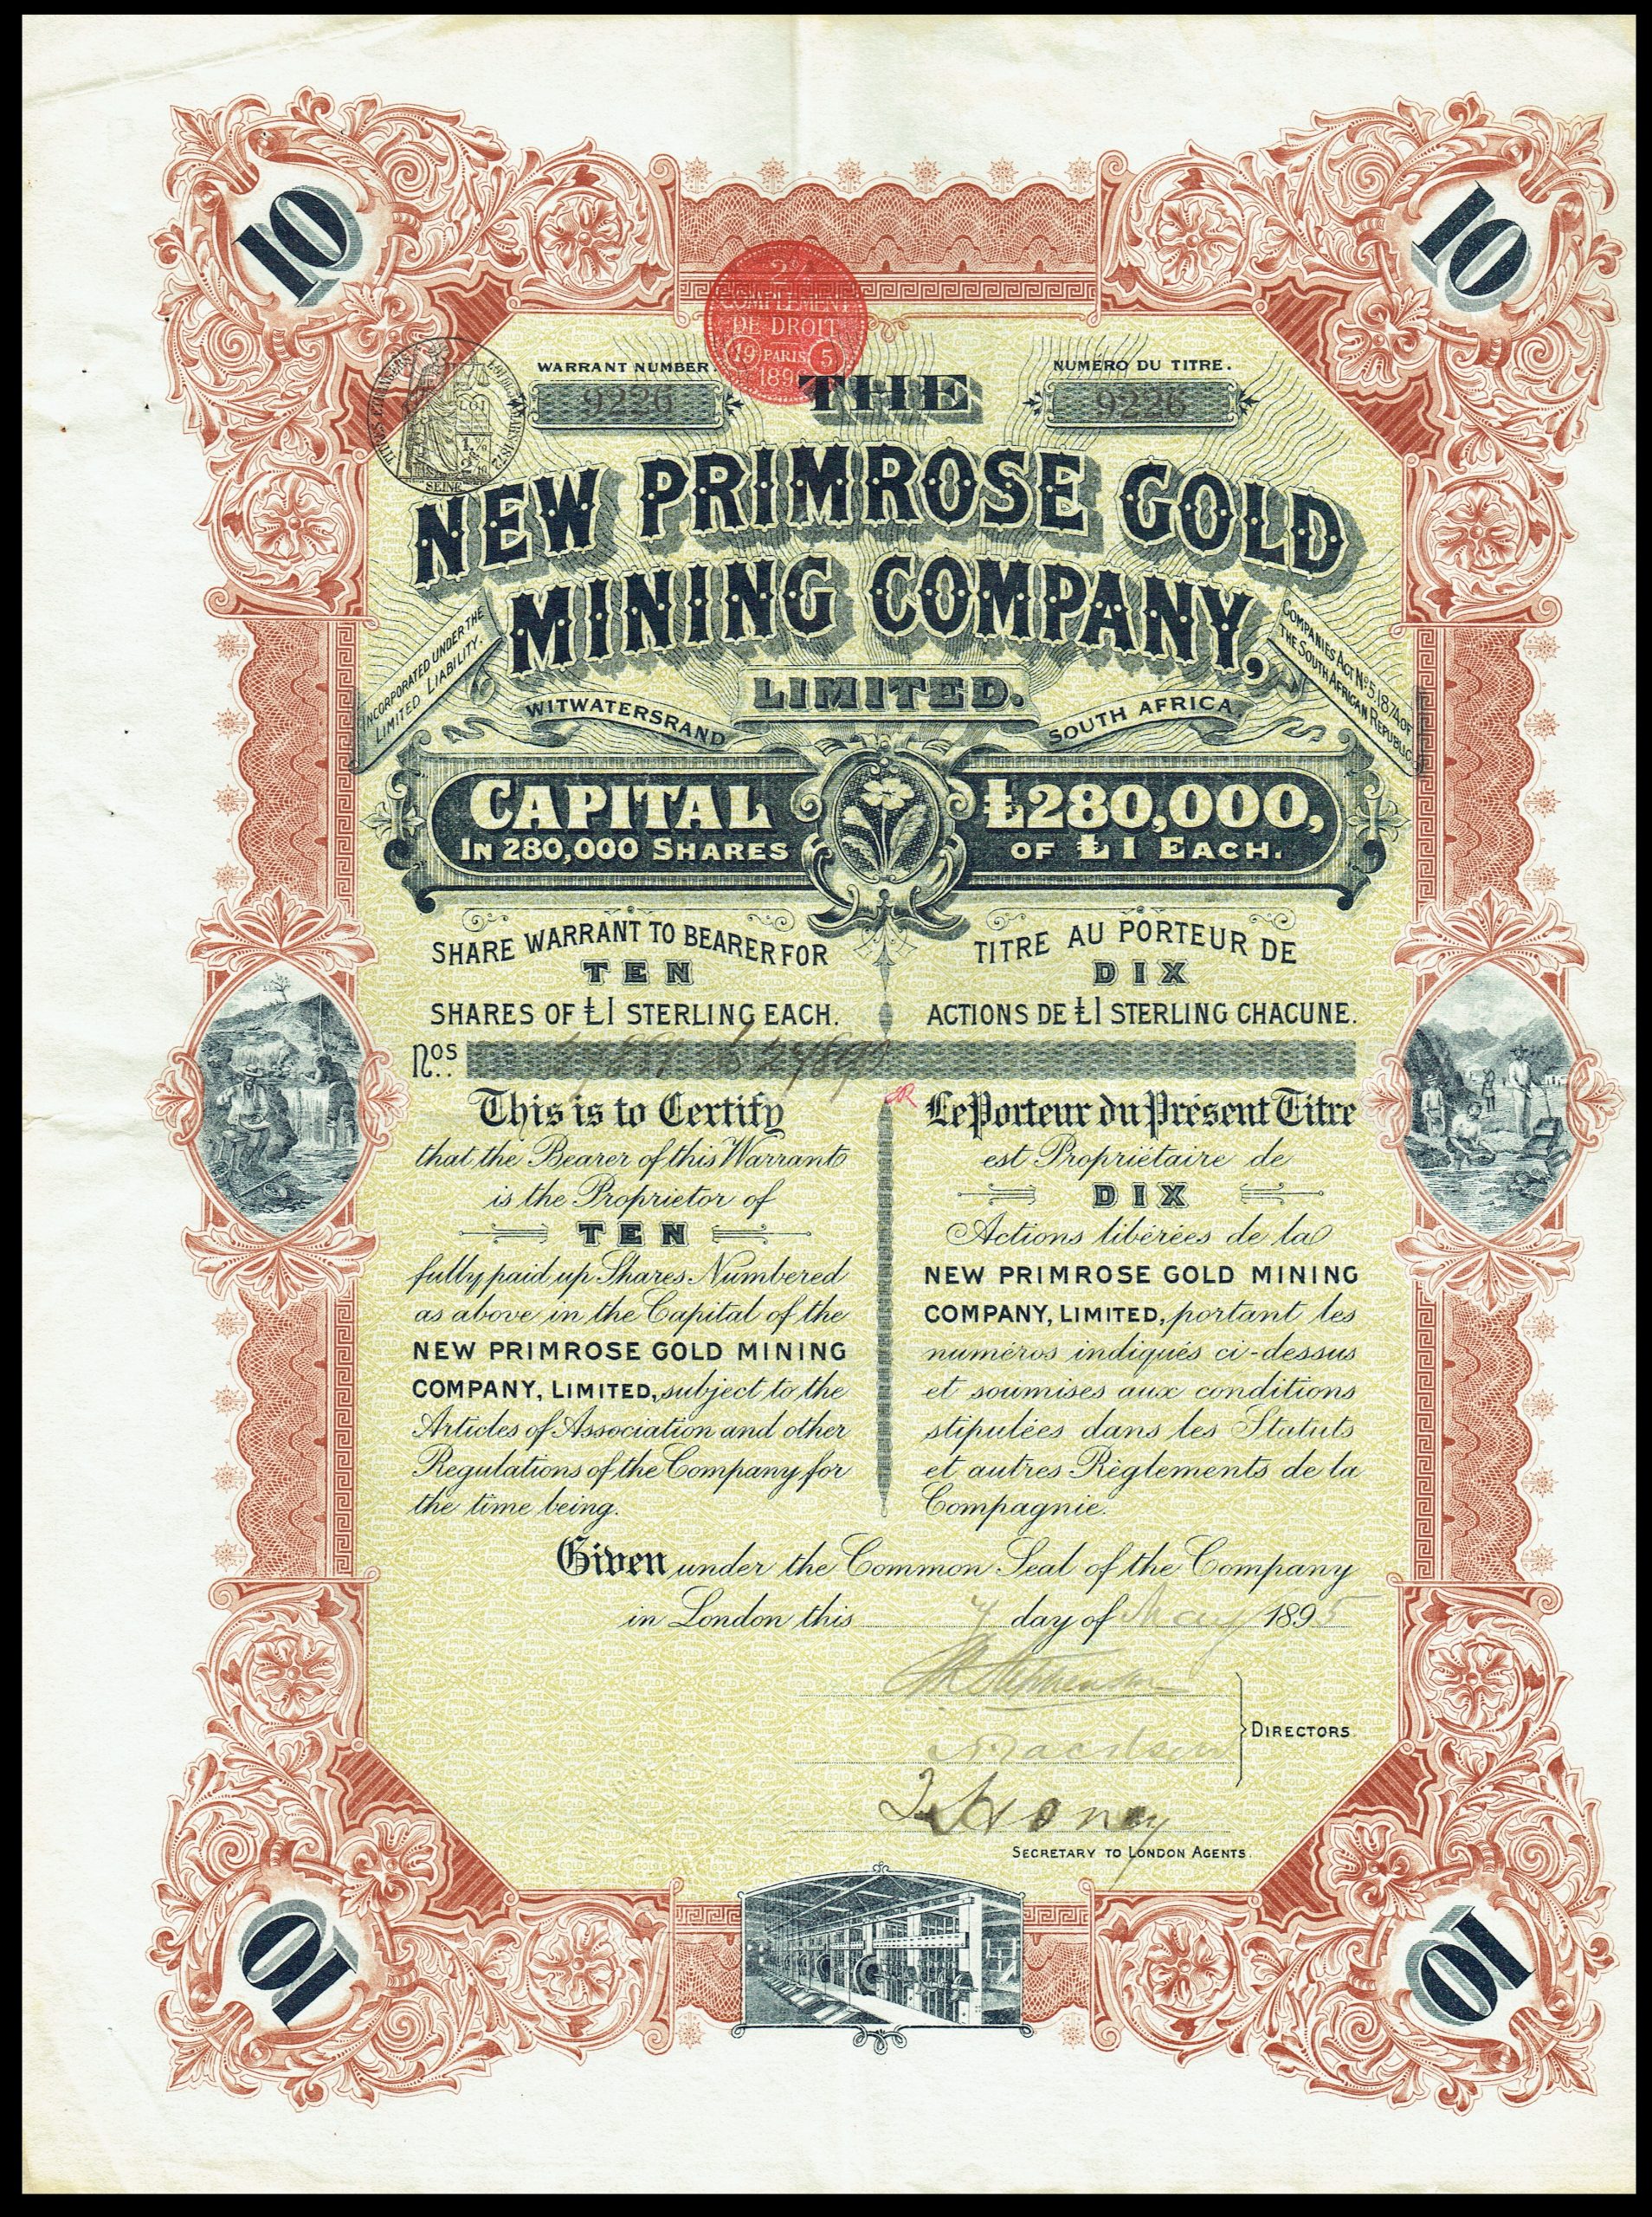 10
10
2%
COMPLEMENT
DE DROIT
19 PARIS 5
TITRES ETRANGERS
LOI
SEINE
WARRANT NUMBER
9226
NUMÉRO DU TITRE.
9226
THE
NEW PRIMROSE GOLD
MINING COMPANY,
LIMITED.
INCORPORATED UNDER THE
LIMITED LIABILITY.
COMPANIES ACT No 5, 1874 OF
THE SOUTH AFRICAN REPUBLIC
WITWATERSRAND
SOUTH AFRICA
CAPITAL £280,000,
IN 280,000 SHARES OF £1 EACH.
SHARE WARRANT TO BEARER FOR
TEN
SHARES OF £1 STERLING EACH.
TITRE AU PORTEUR DE
DIX
ACTIONS DE £1 STERLING CHACUNE.
Nos
This is to Certify
that the Bearer of this Warrant
is the Proprietor of
TEN
fully paid up Shares Numbered
as above in the Capital of the
NEW PRIMROSE GOLD MINING
COMPANY, LIMITED, subject to the
Articles of Association and other
Regulations of the Company for
the time being.
Le Porteur du Présent Titre
est Propriétaire de
DIX
Actions libérées de la
NEW PRIMROSE GOLD MINING
COMPANY, LIMITED, portant les
numéros indiqués ci-dessus
et soumises aux conditions
stipulées dans les Statuts
et autres Règlements de la
Compagnie.
Given under the Common Seal of the Company
in London this 7 day of May 1895
DIRECTORS
J. Honey
SECRETARY TO LONDON AGENTS.
10
10